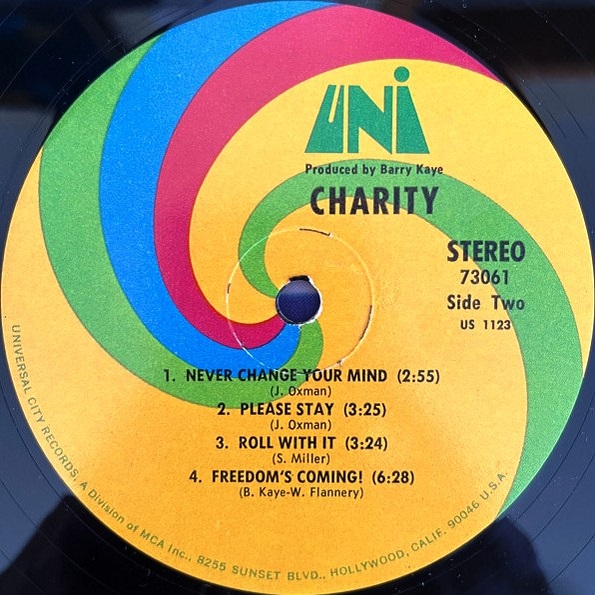 UNI
Produced by Barry Kaye
CHARITY
STEREO
73061
Side Two
US 1123
1. NEVER CHANGE YOUR MIND (2:55)
(J. Oxman)
2. PLEASE STAY (3:25)
(J. Oxman)
3. ROLL WITH IT (3:24)
(S. Miller)
4. FREEDOM'S COMING! (6:28)
(B. Kaye-W. Flannery)
UNIVERSAL CITY RECORDS, A Division of MCA Inc., 8255 SUNSET BLVD., HOLLYWOOD, CALIF. 90046 U.S.A.